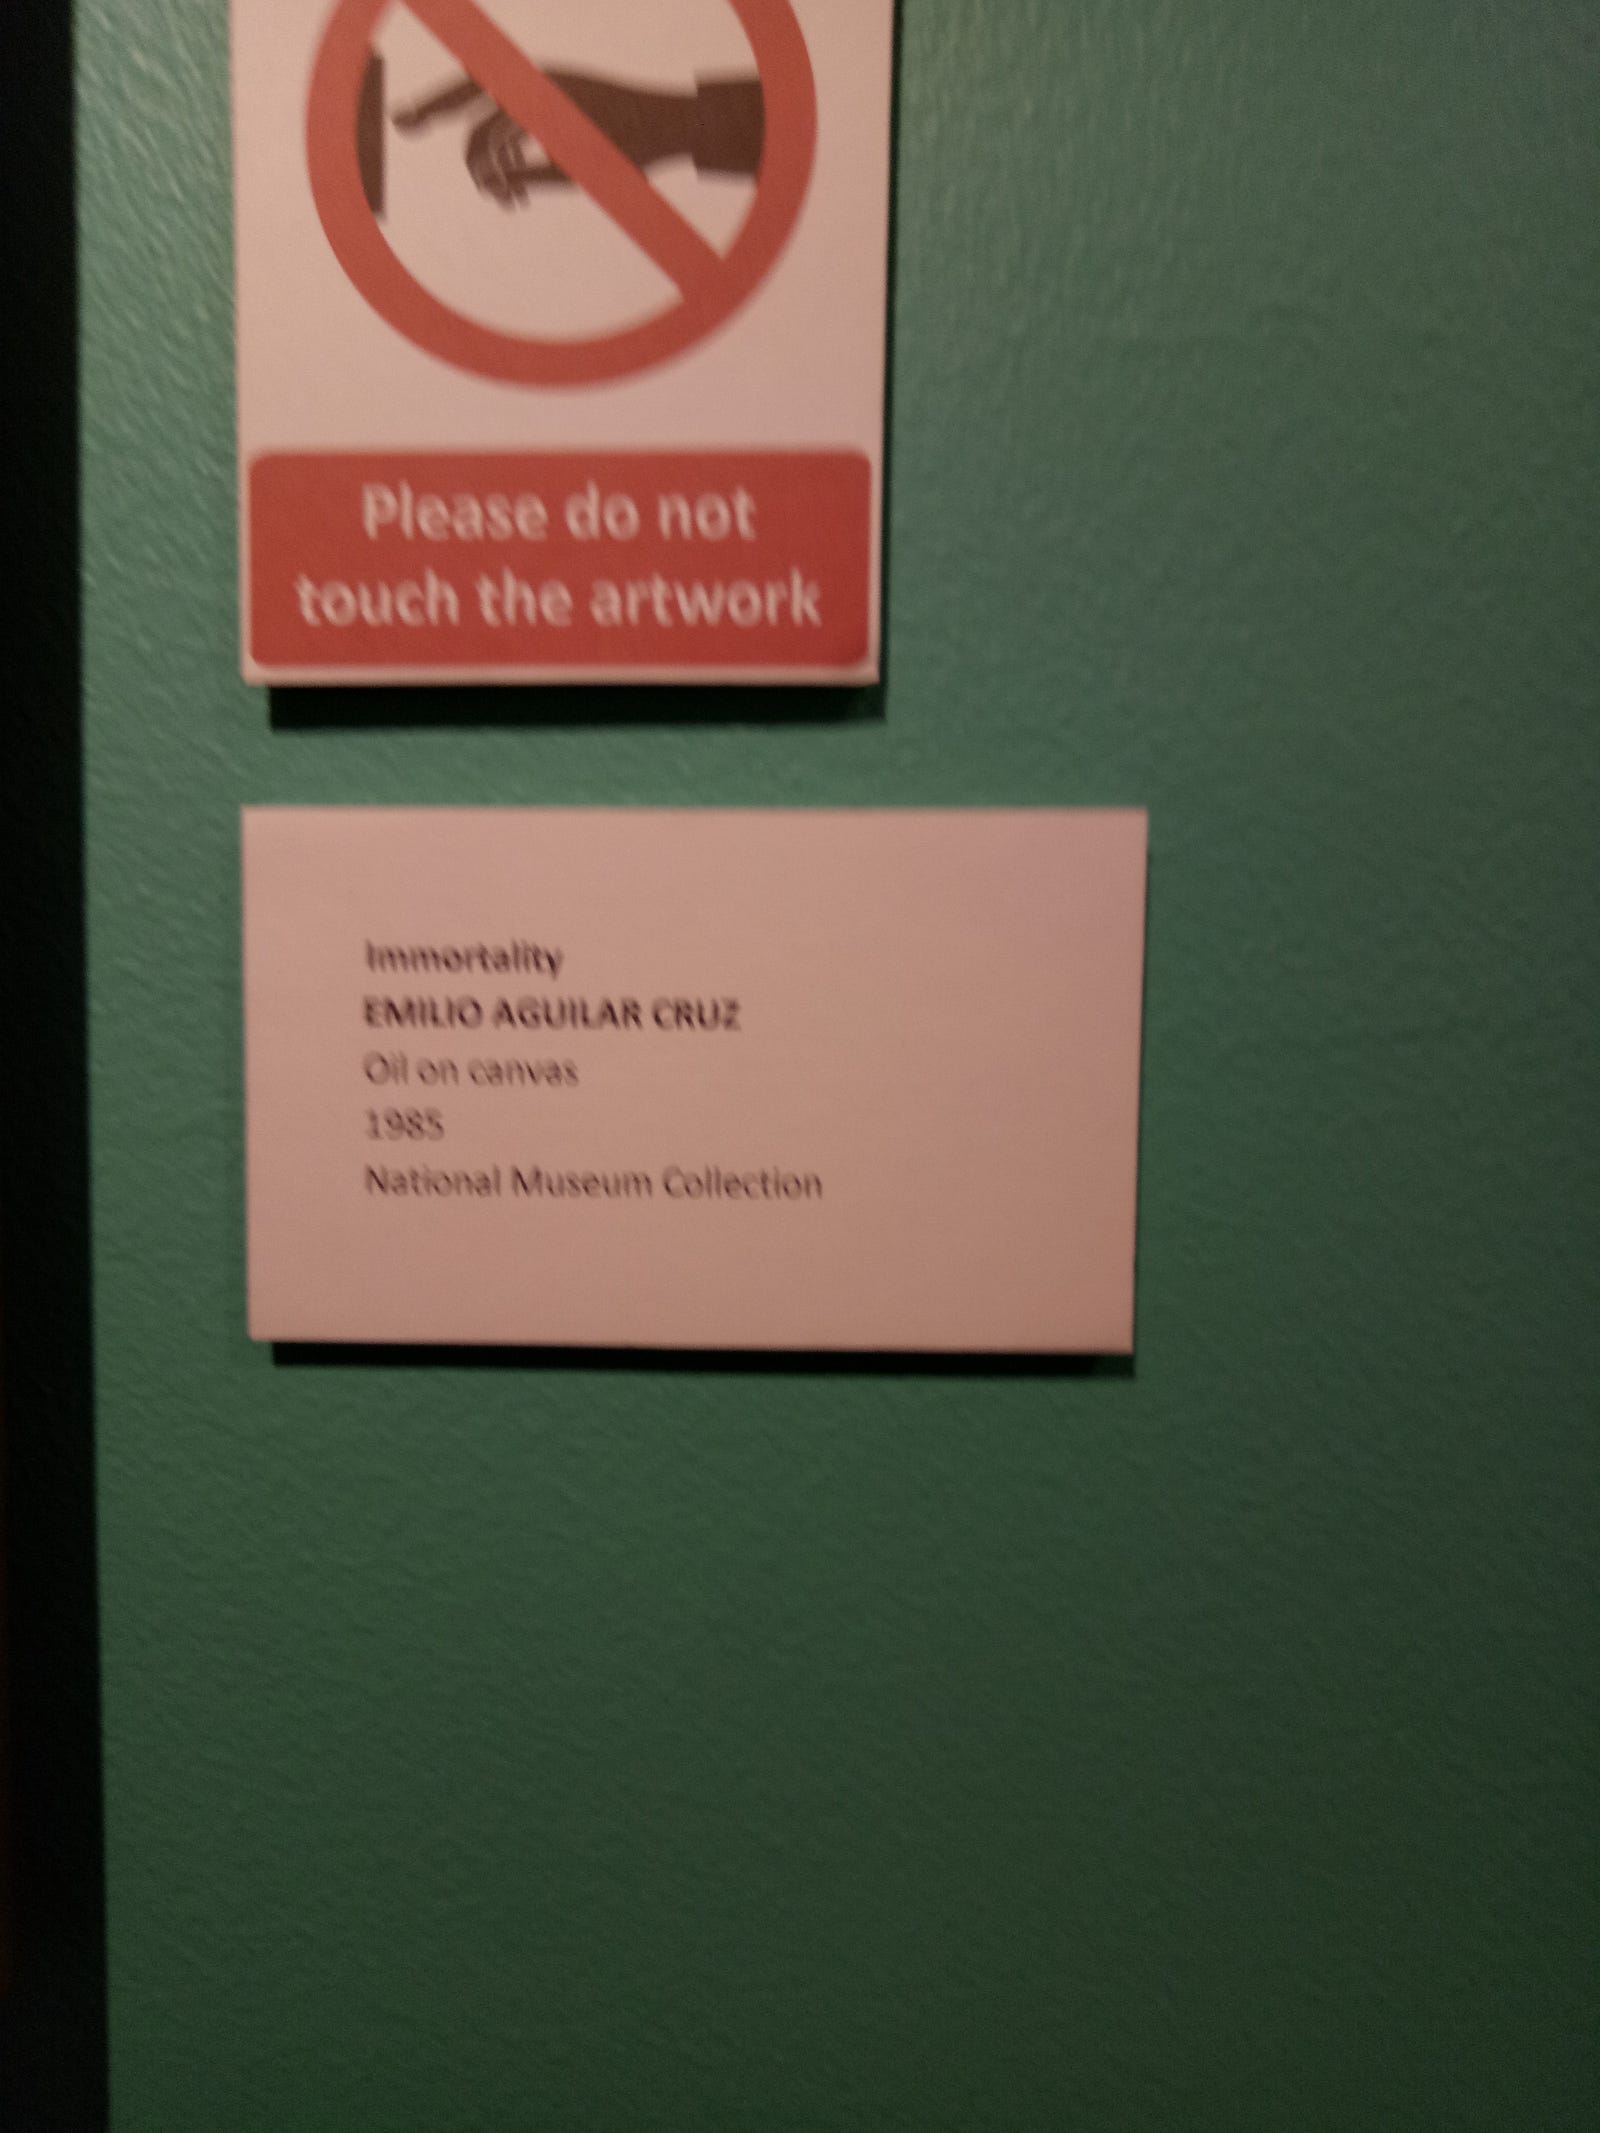 Please do not
touch the artwork
Immortality
EMILIO AGUILAR CRUZ
Oil on canvas
1985
National Museum Collection